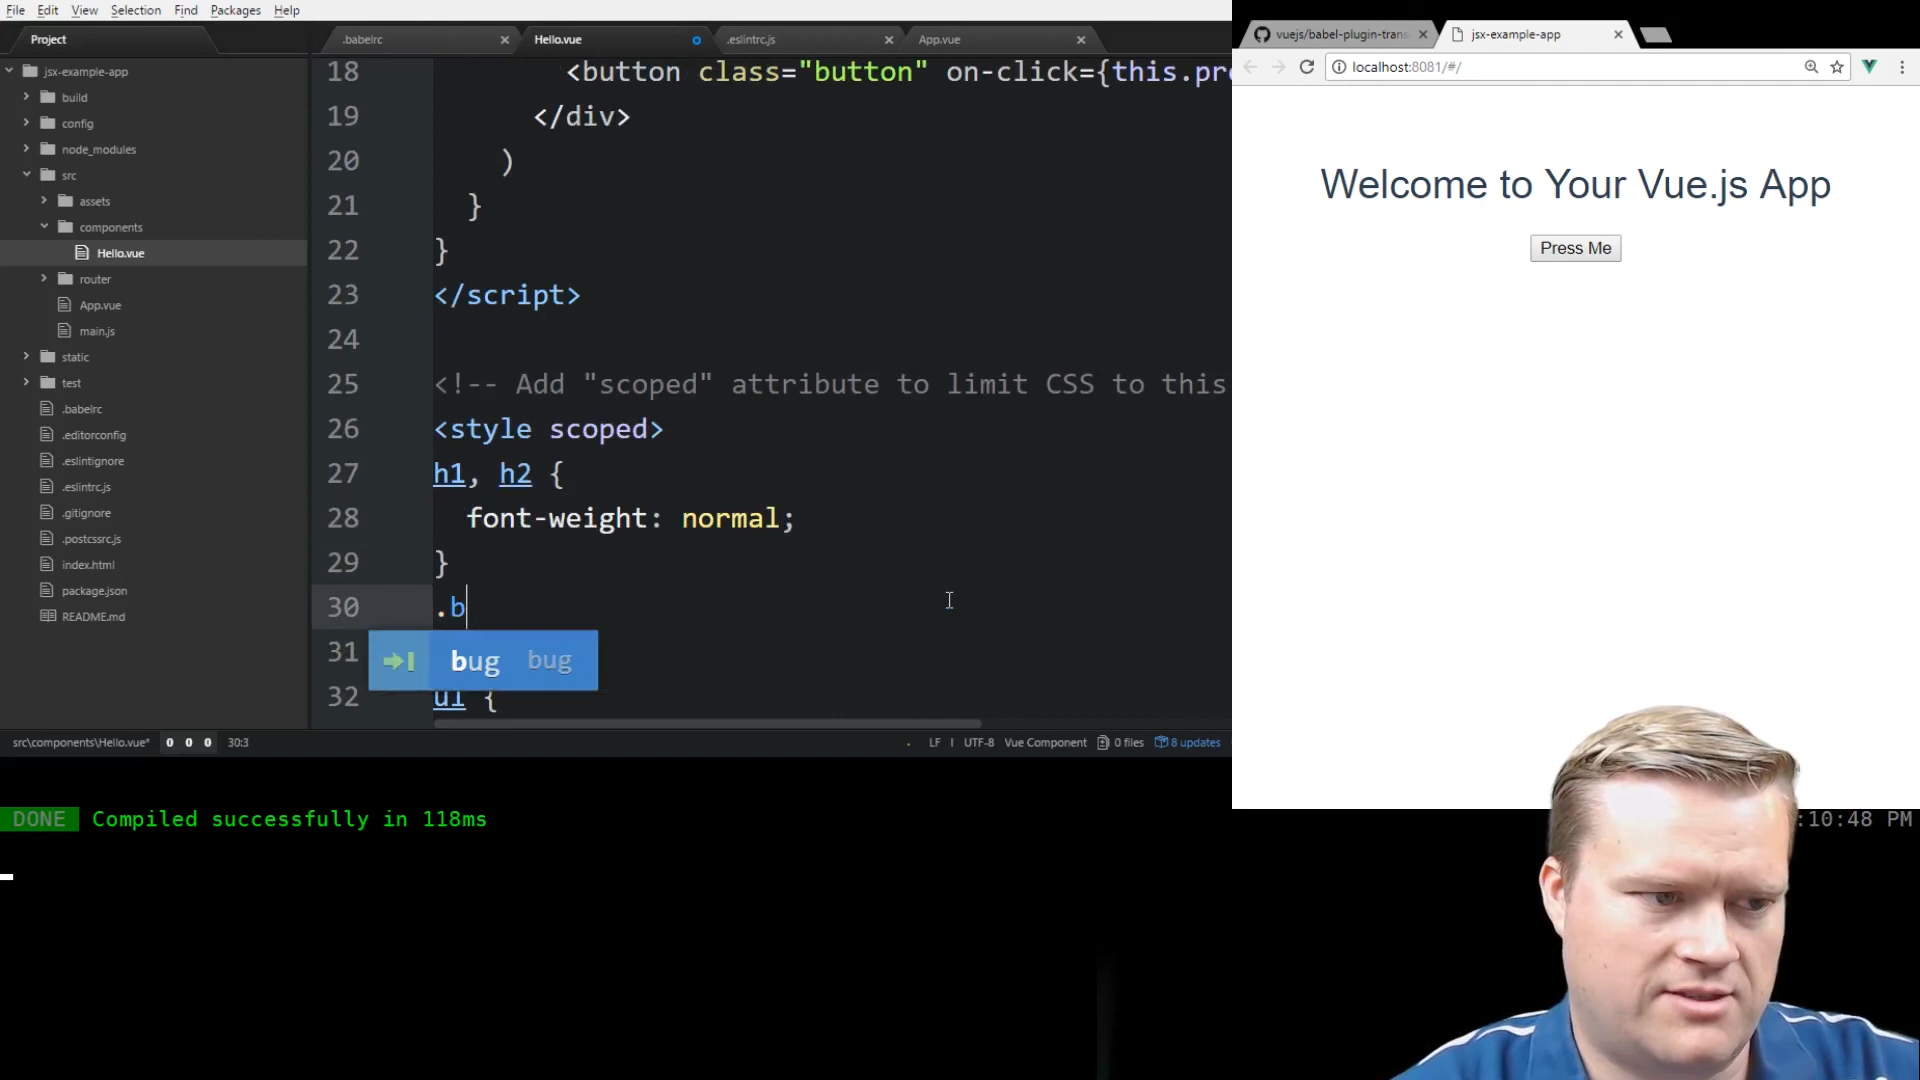 File Edit View Selection Find Packages Help
Project
jsx-example-app
build
config
node_modules
src
assets
components
Hello.vue
router
App.vue
main.js
static
test
.babelrc
.editorconfig
.eslintignore
.eslintrc.js
.gitignore
.postcssrc.js
index.html
package.json
README.md
.babelrc Hello.vue .eslintrc.js App.vue
18 <button class="button" on-click={this.pre
19 </div>
20 )
21 }
22 }
23 </script>
24
25 <!-- Add "scoped" attribute to limit CSS to this
26 <style scoped>
27 h1, h2 {
28 font-weight: normal;
29 }
30 .b
31 bug bug
32 ul {
src\components\Hello.vue* 0 0 0 30:3 LF UTF-8 Vue Component 0 files 8 updates
DONE Compiled successfully in 118ms
:10:48 PM
vuejs/babel-plugin-trans jsx-example-app
localhost:8081/#/
Welcome to Your Vue.js App
Press Me